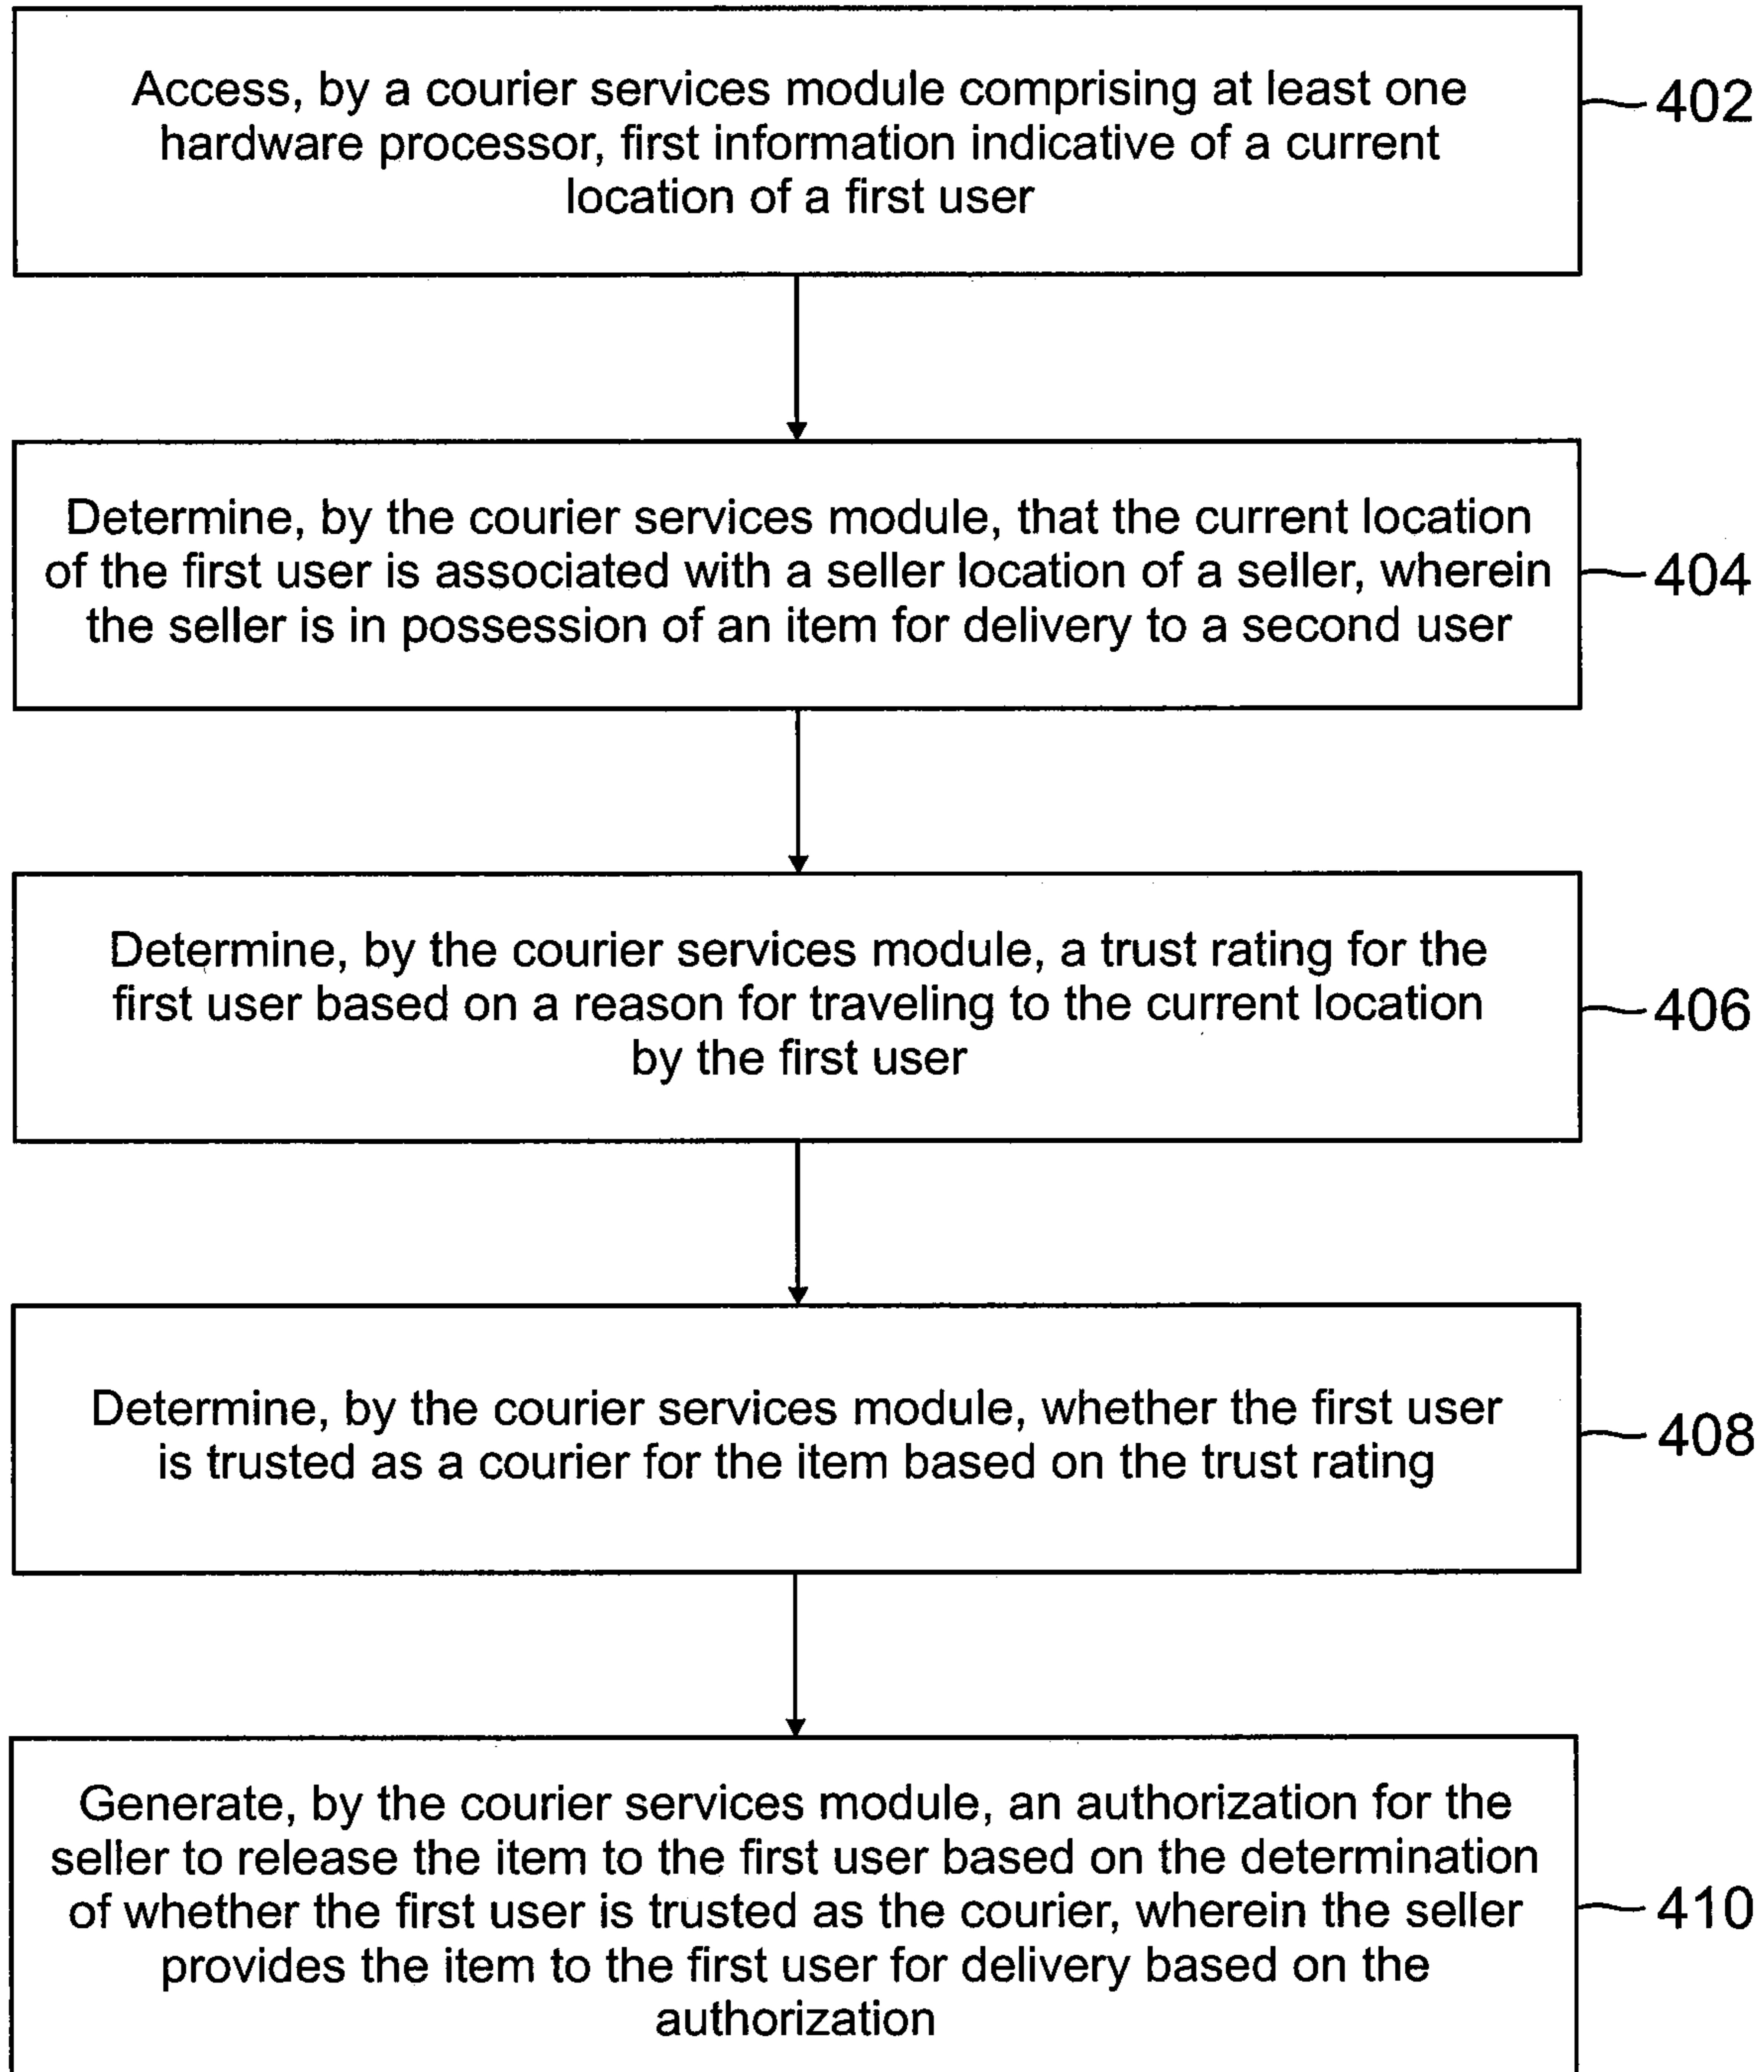 Access, by a courier services module comprising at least one
hardware processor, first information indicative of a current
location of a first user
402
Determine, by the courier services module, that the current location
of the first user is associated with a seller location of a seller, wherein
the seller is in possession of an item for delivery to a second user
404
Determine, by the courier services module, a trust rating for the
first user based on a reason for traveling to the current location
by the first user
406
Determine, by the courier services module, whether the first user
is trusted as a courier for the item based on the trust rating
408
Generate, by the courier services module, an authorization for the
seller to release the item to the first user based on the determination
of whether the first user is trusted as the courier, wherein the seller
provides the item to the first user for delivery based on the
authorization
410